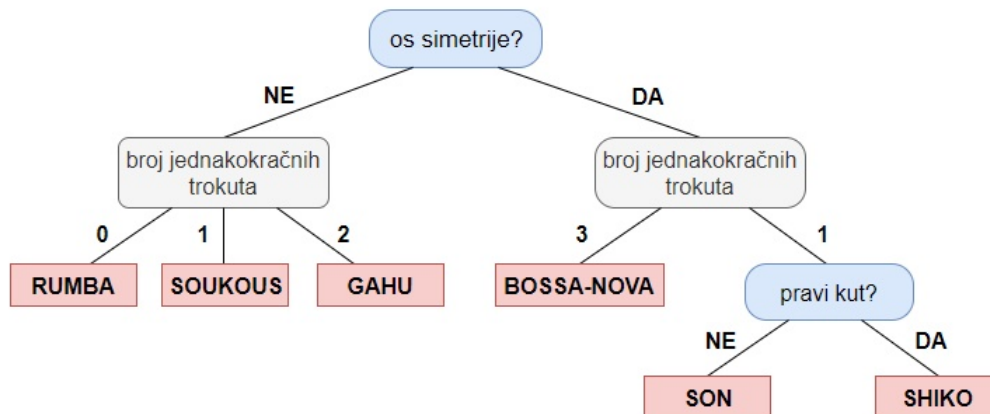 os simetrije?
NE
DA
broj jednakokračnih
trokuta
broj jednakokračnih
trokuta
0
1
2
3
1
RUMBA
SOUKOUS
GAHU
BOSSA-NOVA
pravi kut?
NE
DA
SON
SHIKO